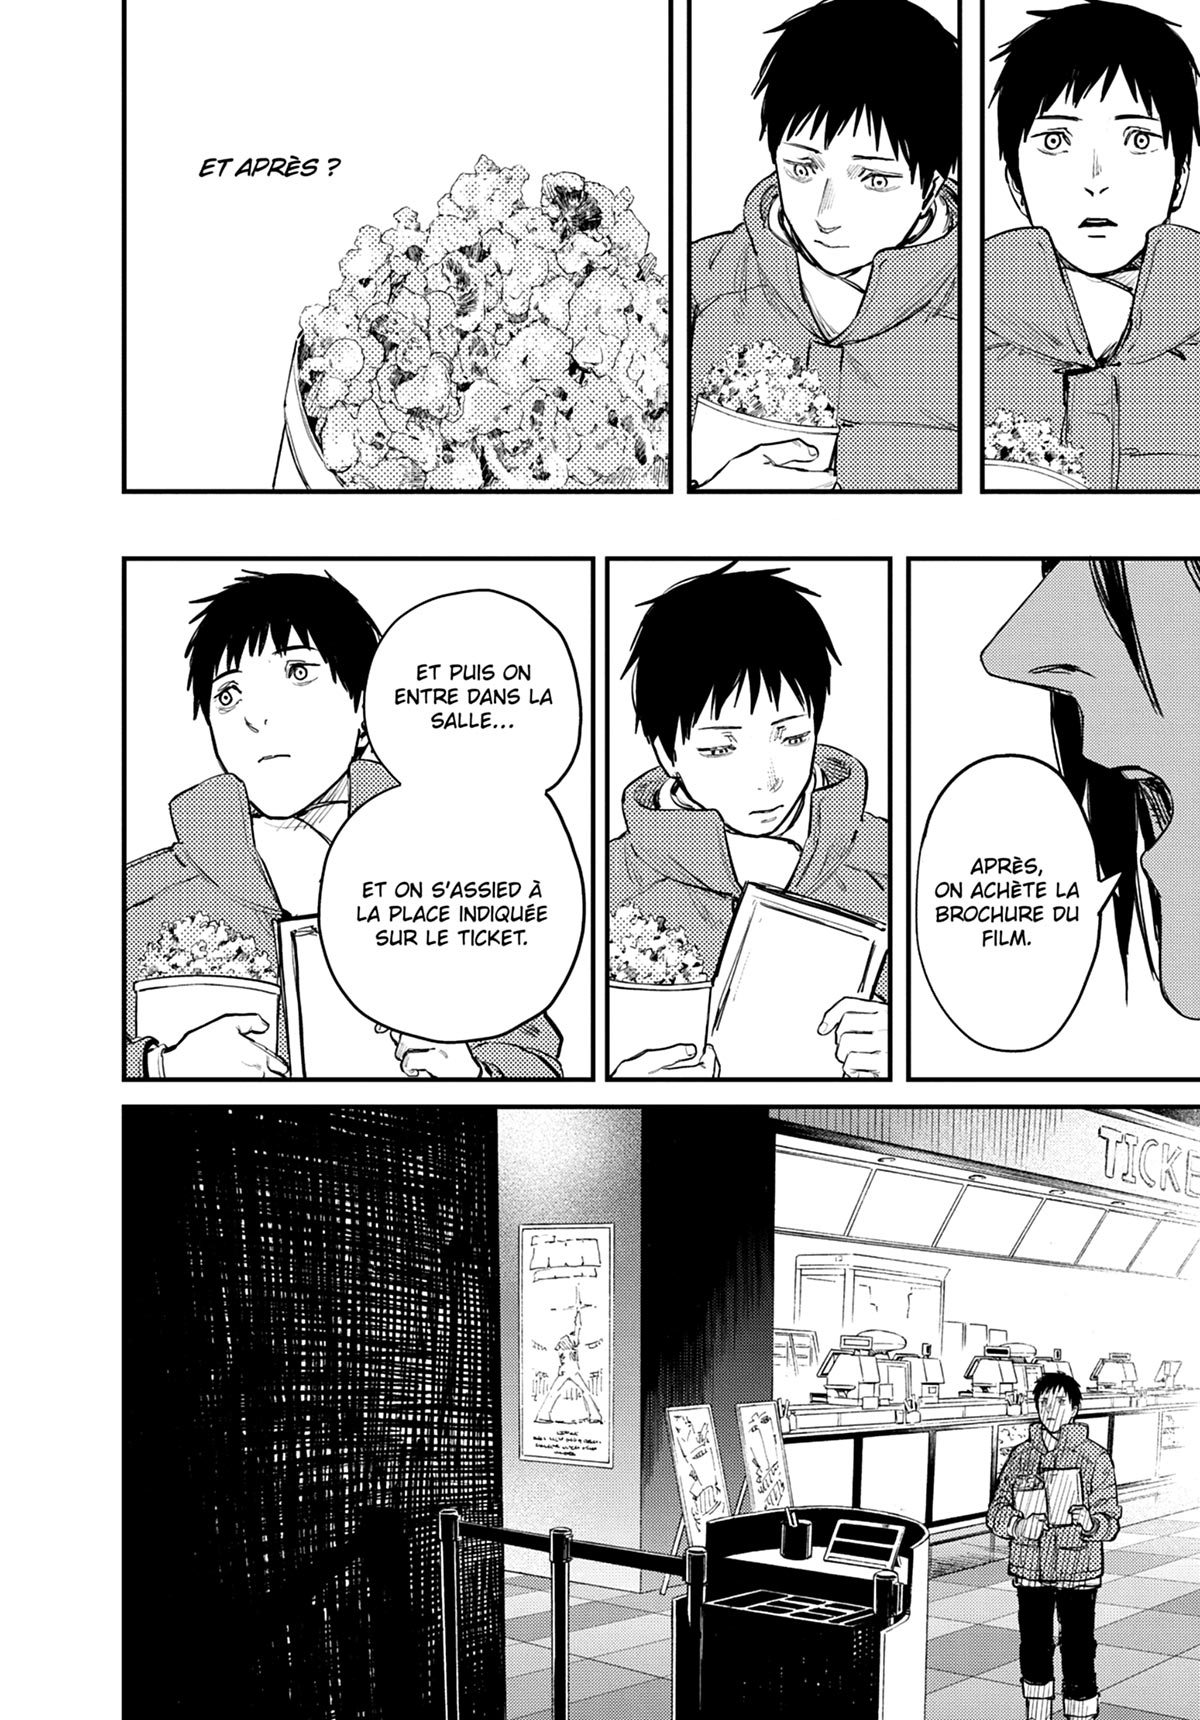 ET APRÈS ?
APRÈS,
ON ACHÈTE LA
BROCHURE DU
FILM.
ET PUIS ON
ENTRE DANS LA
SALLE...
ET ON S'ASSIED À
LA PLACE INDIQUÉE
SUR LE TICKET.
TICKE